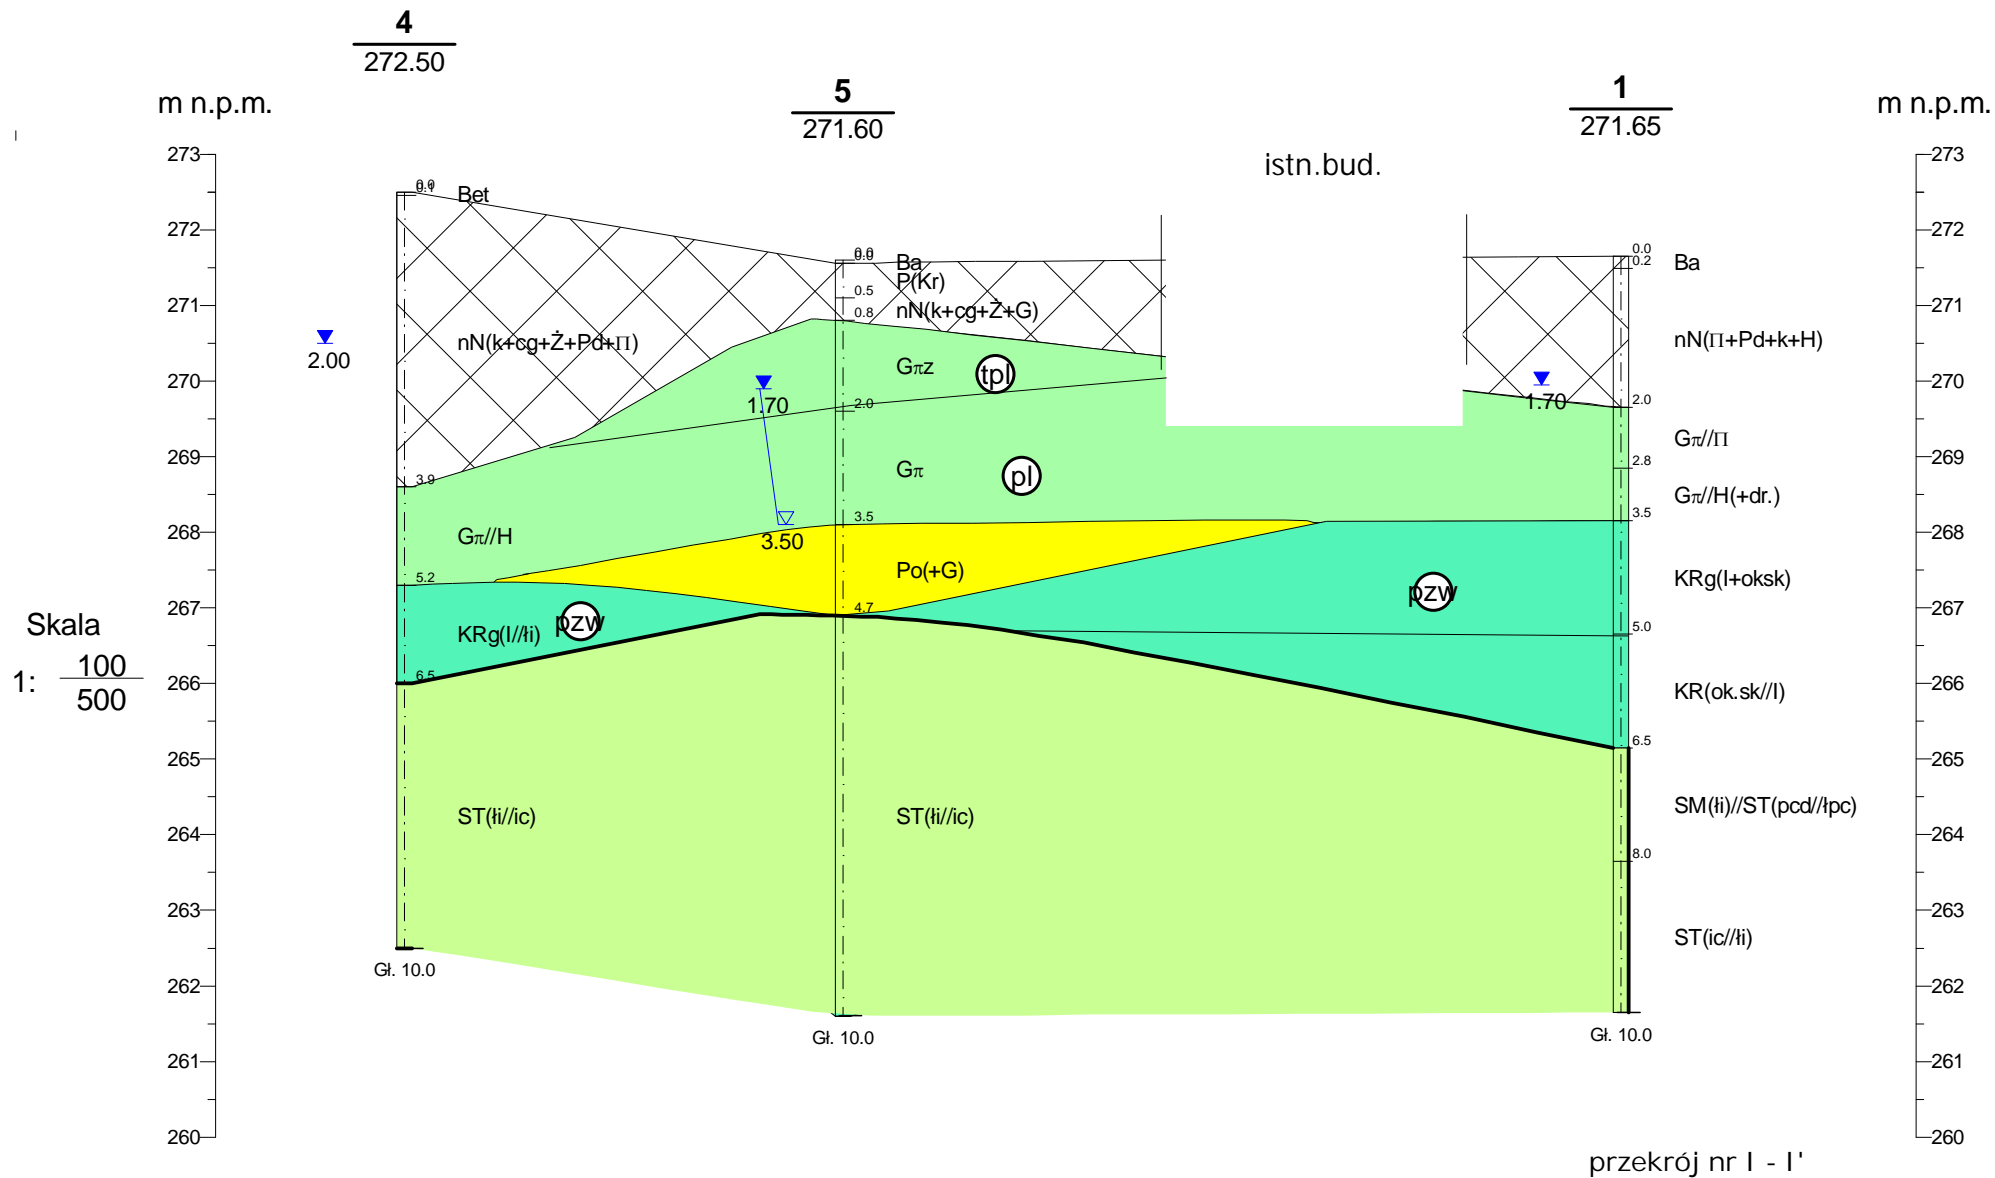 4
272.50
5
271.60
1
271.65
m n.p.m.
m n.p.m.
istn.bud.
273
272
271
270
269
268
267
266
265
264
263
262
261
260
Skala
1: 100
500
2.00
0.0
0.1
3.9
5.2
6.5
Bet
nN(k+cg+Ż+Pd+Π)
Gπ//H
KRg(I//łi)
pzw
ST(łi//ic)
Gł. 10.0
1.70
3.50
0.0
0.0
0.5
0.8
2.0
3.5
4.7
Ba
P(Kr)
nN(k+cg+Ż+G)
Gπz
tpl
Gπ
pl
Po(+G)
ST(łi//ic)
Gł. 10.0
pzw
1.70
0.0
0.2
2.0
2.8
3.5
5.0
6.5
8.0
Ba
nN(Π+Pd+k+H)
Gπ//Π
Gπ//H(+dr.)
KRg(I+oksk)
KR(ok.sk//I)
SM(łi)//ST(pcd//łpc)
ST(ic//łi)
Gł. 10.0
273
272
271
270
269
268
267
266
265
264
263
262
261
260
przekrój nr I - I'